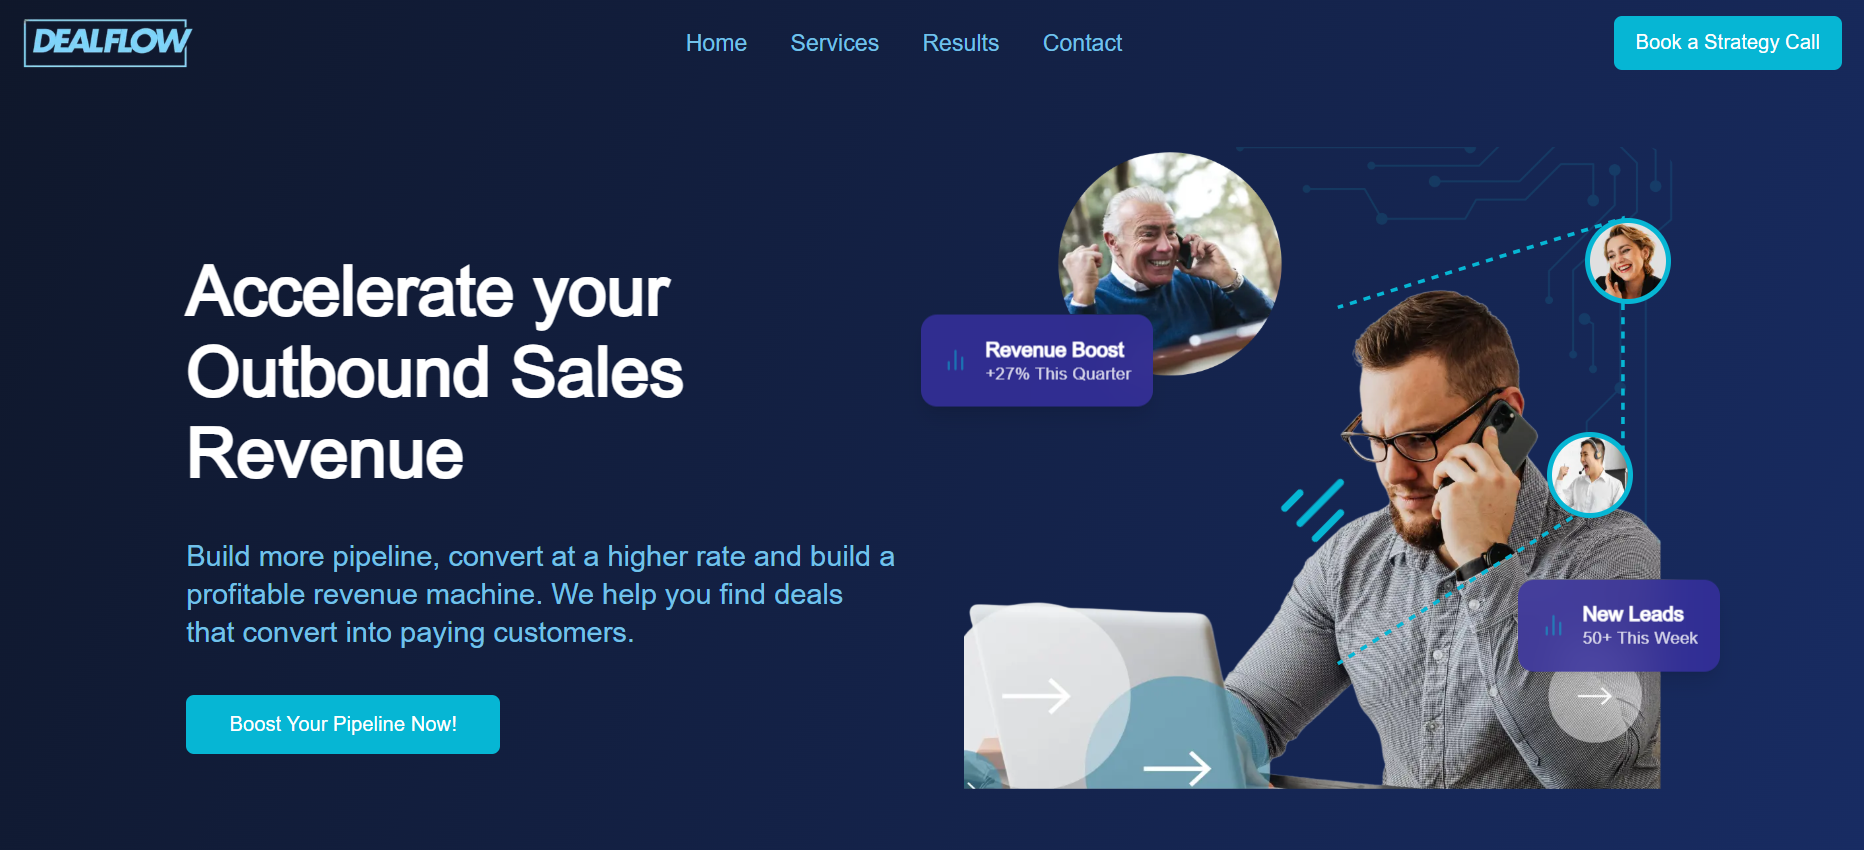 DEALFLOW
Home
Services
Results
Contact
Book a Strategy Call
Accelerate your
Outbound Sales
Revenue
Build more pipeline, convert at a higher rate and build a
profitable revenue machine. We help you find deals
that convert into paying customers.
Boost Your Pipeline Now!
Revenue Boost
+27% This Quarter
New Leads
50+ This Week